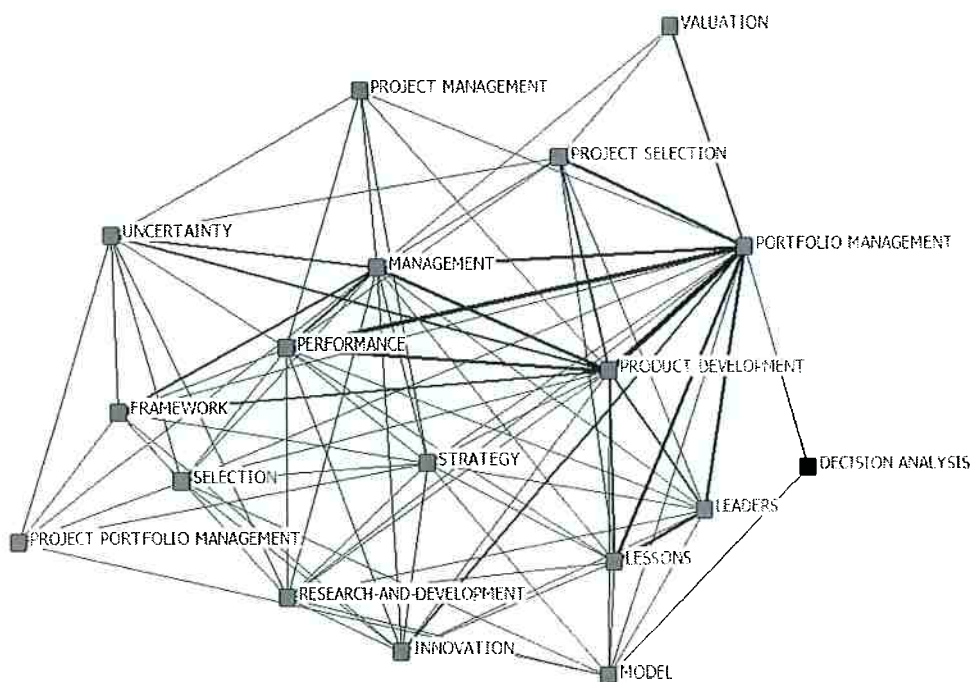 VALUATION
PROJECT MANAGEMENT
PROJECT SELECTION
UNCERTAINTY
PORTFOLIO MANAGEMENT
MANAGEMENT
PERFORMANCE
PRODUCT DEVELOPMENT
FRAMEWORK
STRATEGY
DECISION ANALYSIS
SELECTION
LEADERS
PROJECT PORTFOLIO MANAGEMENT
LESSONS
RESEARCH-AND-DEVELOPMENT
INNOVATION
MODEL